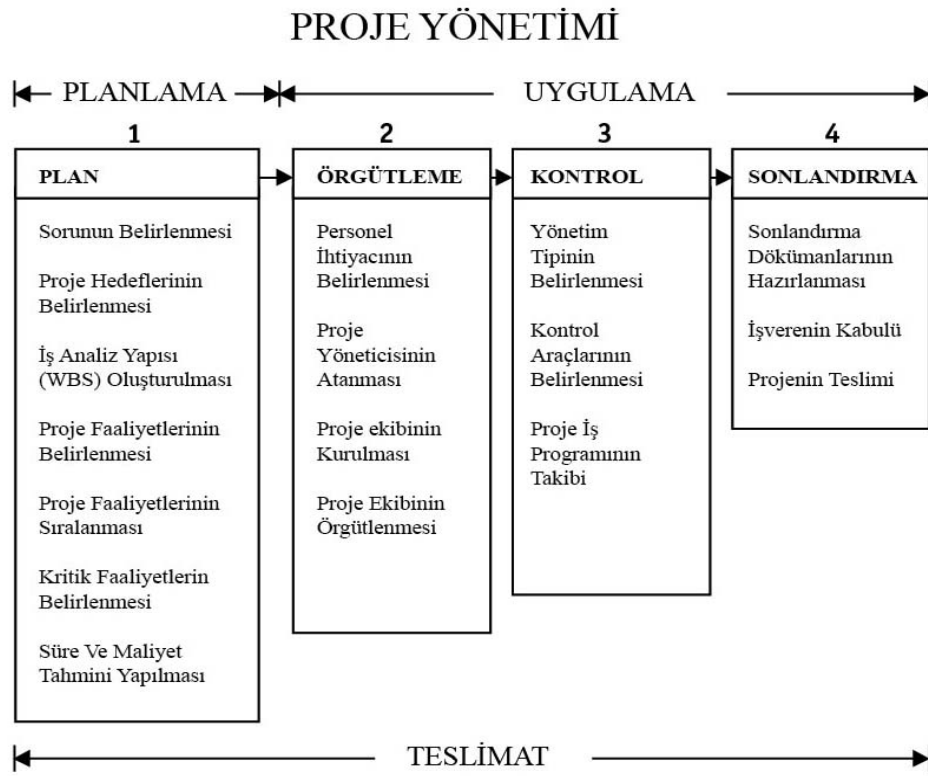 PROJE YÖNETİMİ
PLANLAMA
UYGULAMA
1
PLAN
Sorunun Belirlenmesi
Proje Hedeflerinin
Belirlenmesi
İş Analiz Yapısı
(WBS) Oluşturulması
Proje Faaliyetlerinin
Belirlenmesi
Proje Faaliyetlerinin
Sıralanması
Kritik Faaliyetlerin
Belirlenmesi
Süre Ve Maliyet
Tahmini Yapılması
2
ÖRGÜTLEME
Personel
İhtiyacının
Belirlenmesi
Proje
Yöneticisinin
Atanması
Proje ekibinin
Kurulması
Proje Ekibinin
Örgütlenmesi
3
KONTROL
Yönetim
Tipinin
Belirlenmesi
Kontrol
Araçlarının
Belirlenmesi
Proje İş
Programının
Takibi
4
SONLANDIRMA
Sonlandırma
Dökümanlarının
Hazırlanması
İşverenin Kabulü
Projenin Teslimi
TESLİMAT